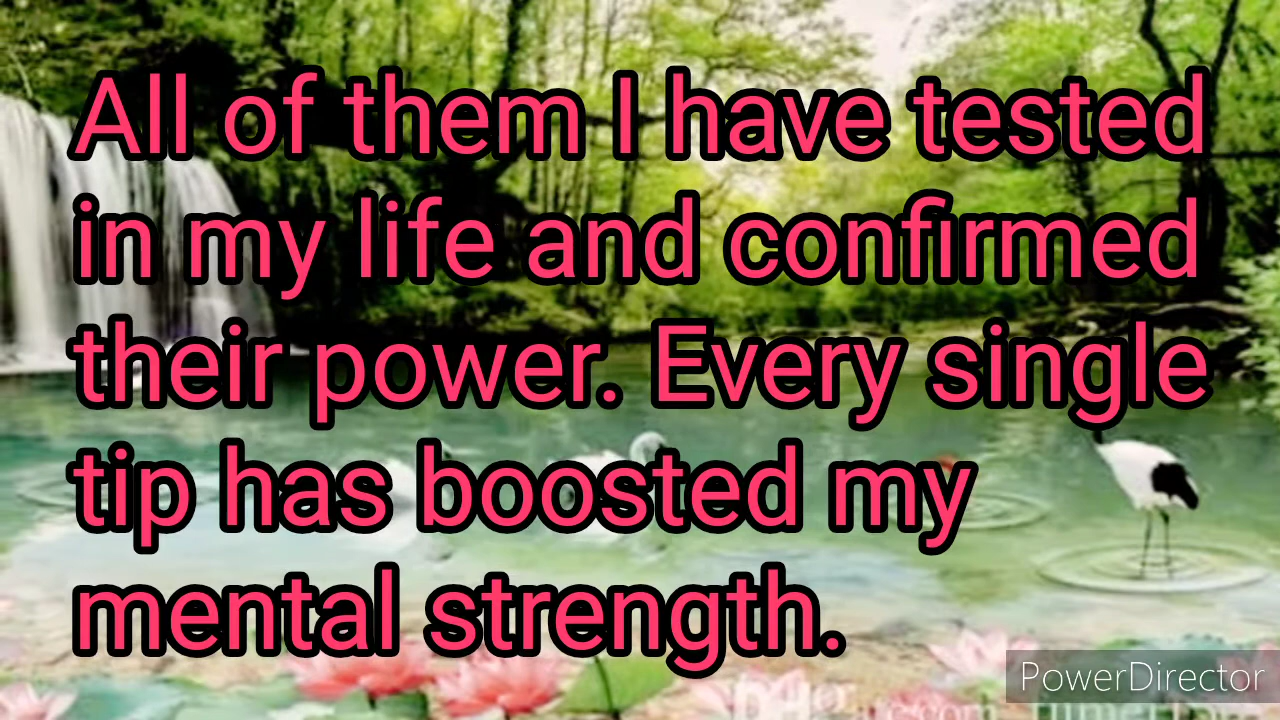 All of them I have tested
in my life and confirmed
their power. Every single
tip has boosted my
mental strength.
PowerDirector